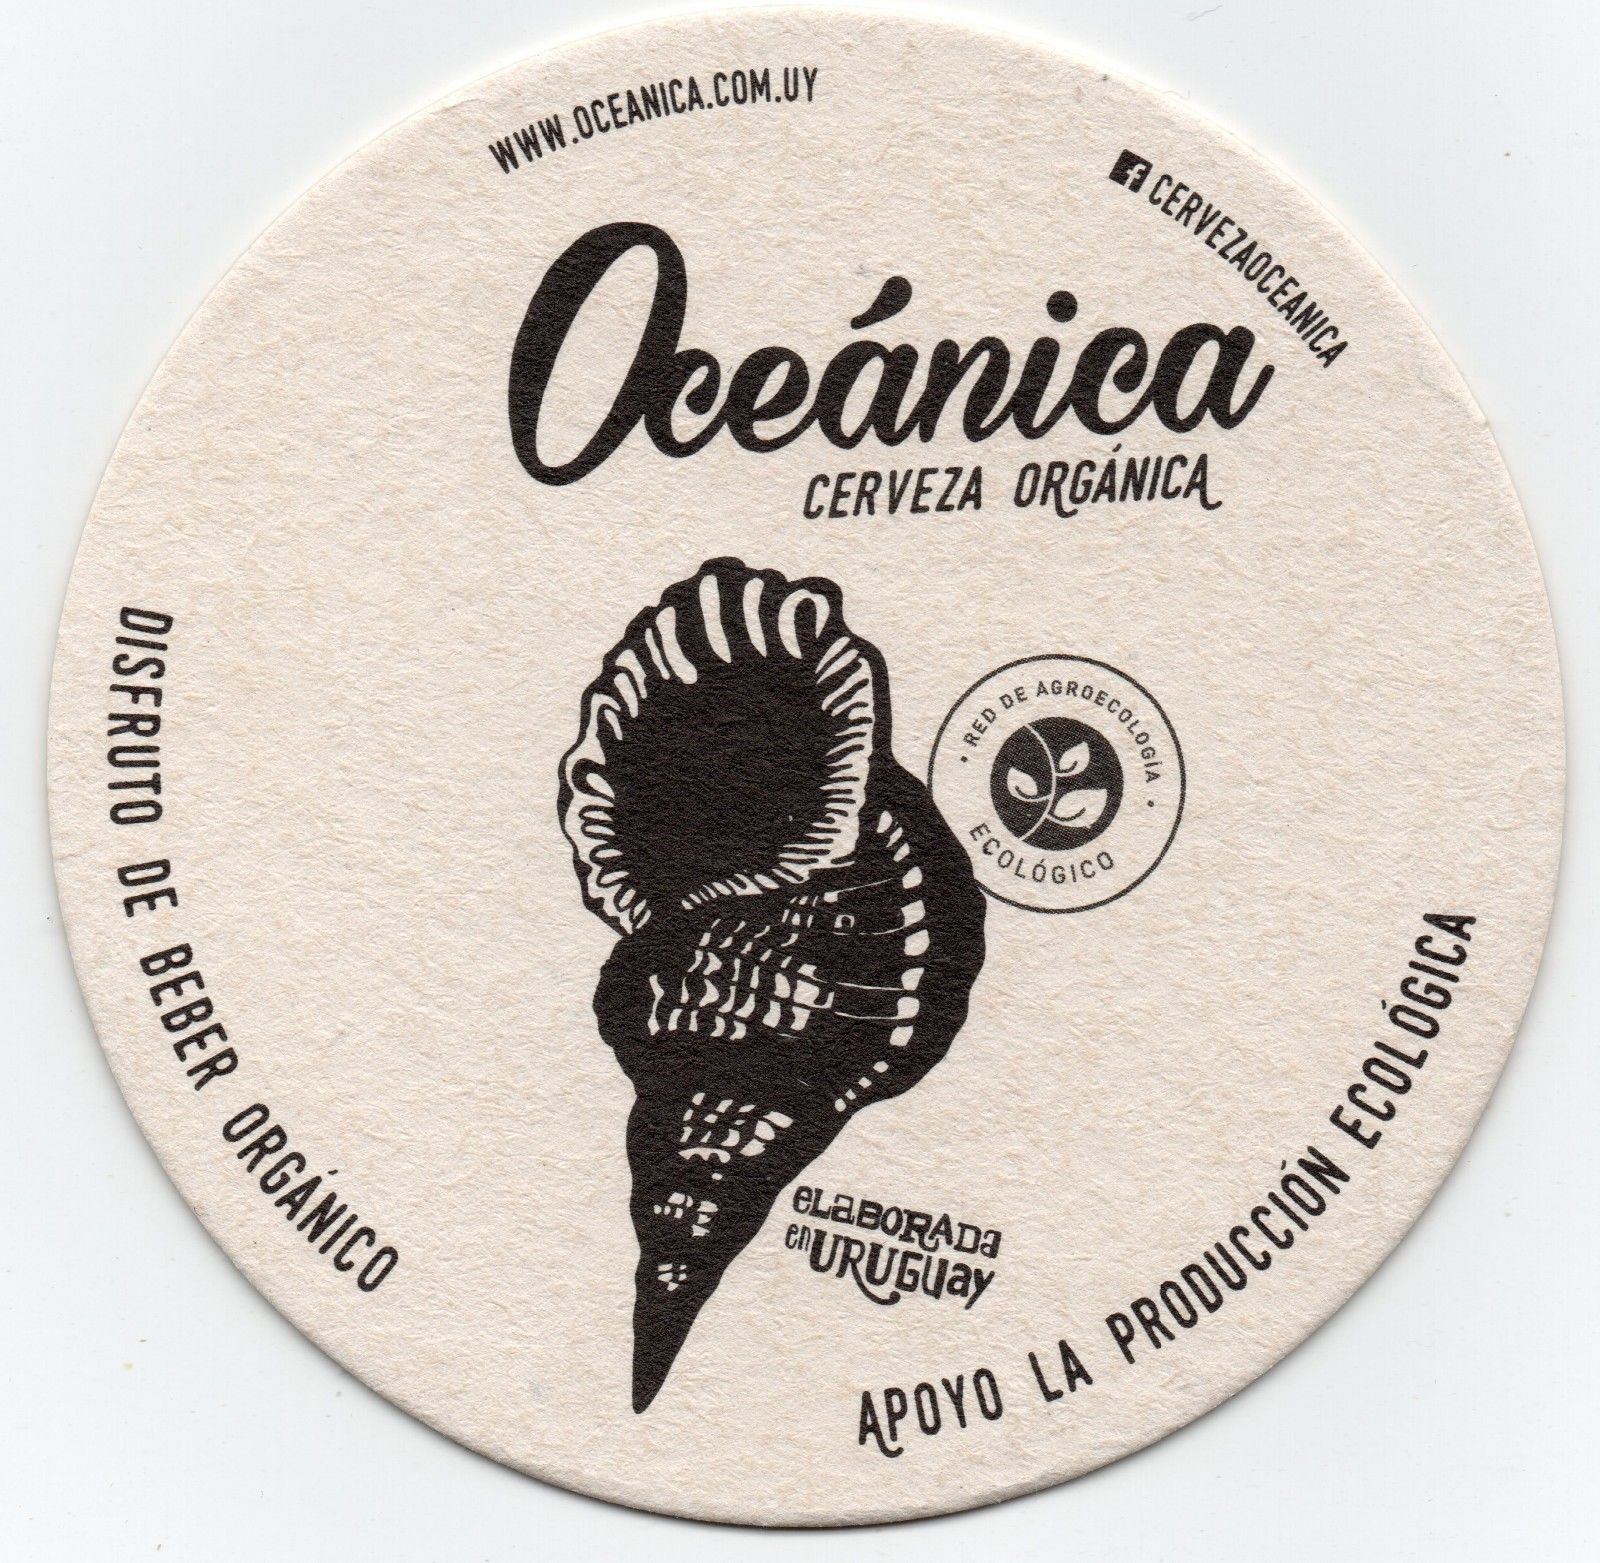 WWW.OCEANICA.COM.UY
CERVEZAOCEANICA
Oceánica
CERVEZA ORGÁNICA
RED DE AGROECOLOGÍA
ECOLÓGICO
DISFRUTO DE BEBER ORGÁNICO
eLaBORADa
en URUGUay
APOYO LA PRODUCCIÓN ECOLÓGICA